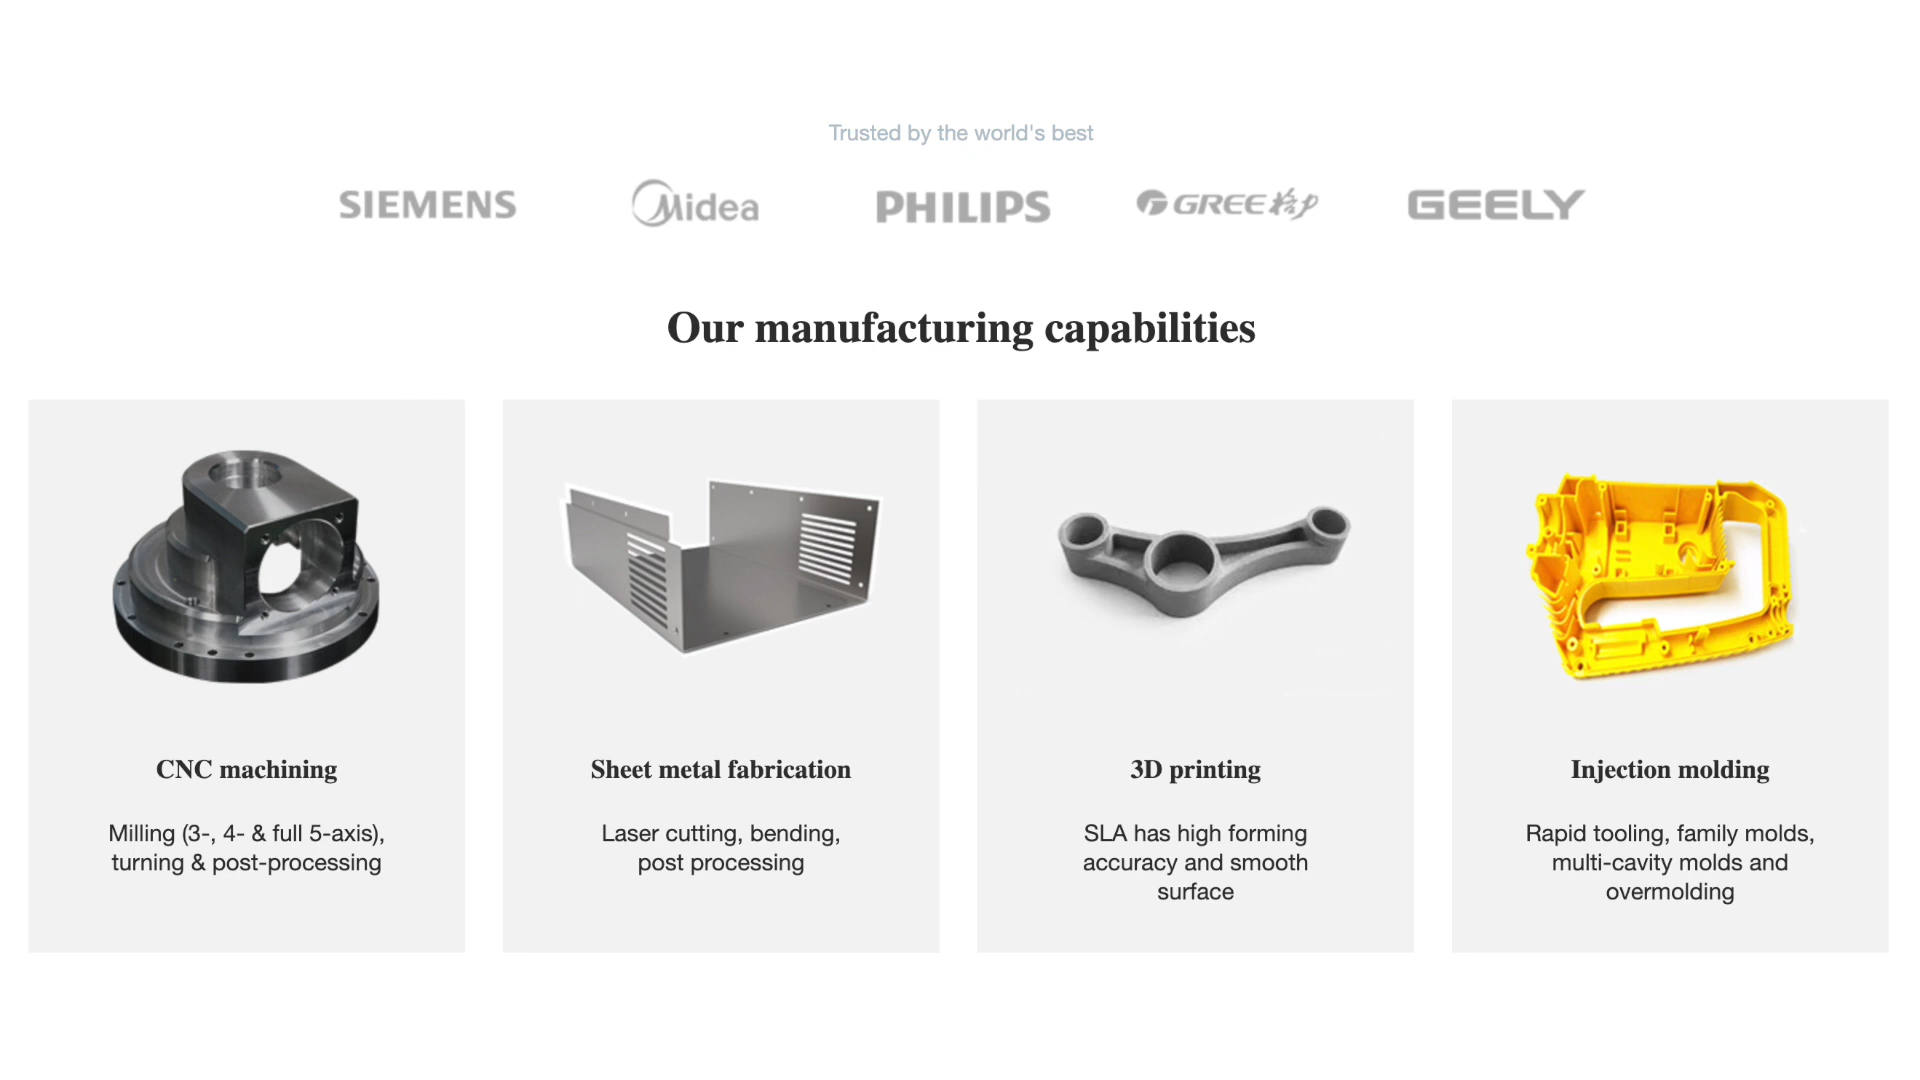 Trusted by the world's best
SIEMENS
Midea
PHILIPS
GREE格力
GEELY
Our manufacturing capabilities
CNC machining
Milling (3-, 4- & full 5-axis),
turning & post-processing
Sheet metal fabrication
Laser cutting, bending,
post processing
3D printing
SLA has high forming
accuracy and smooth
surface
Injection molding
Rapid tooling, family molds,
multi-cavity molds and
overmolding